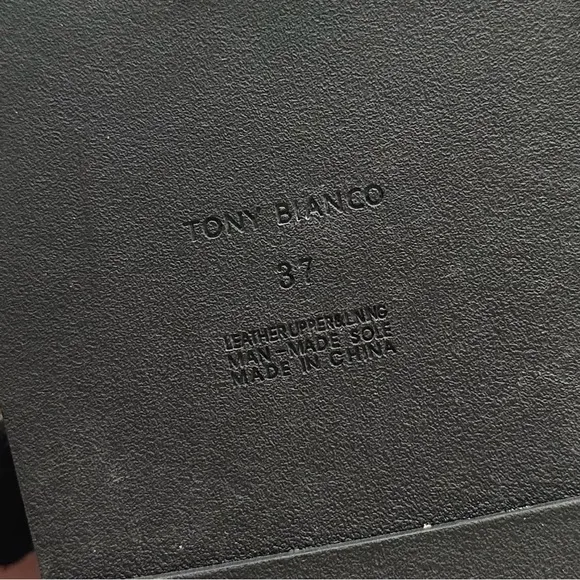 TONY BIANCO
37
LEATHER UPPER&LINING
MAN-MADE SOLE
MADE IN CHINA